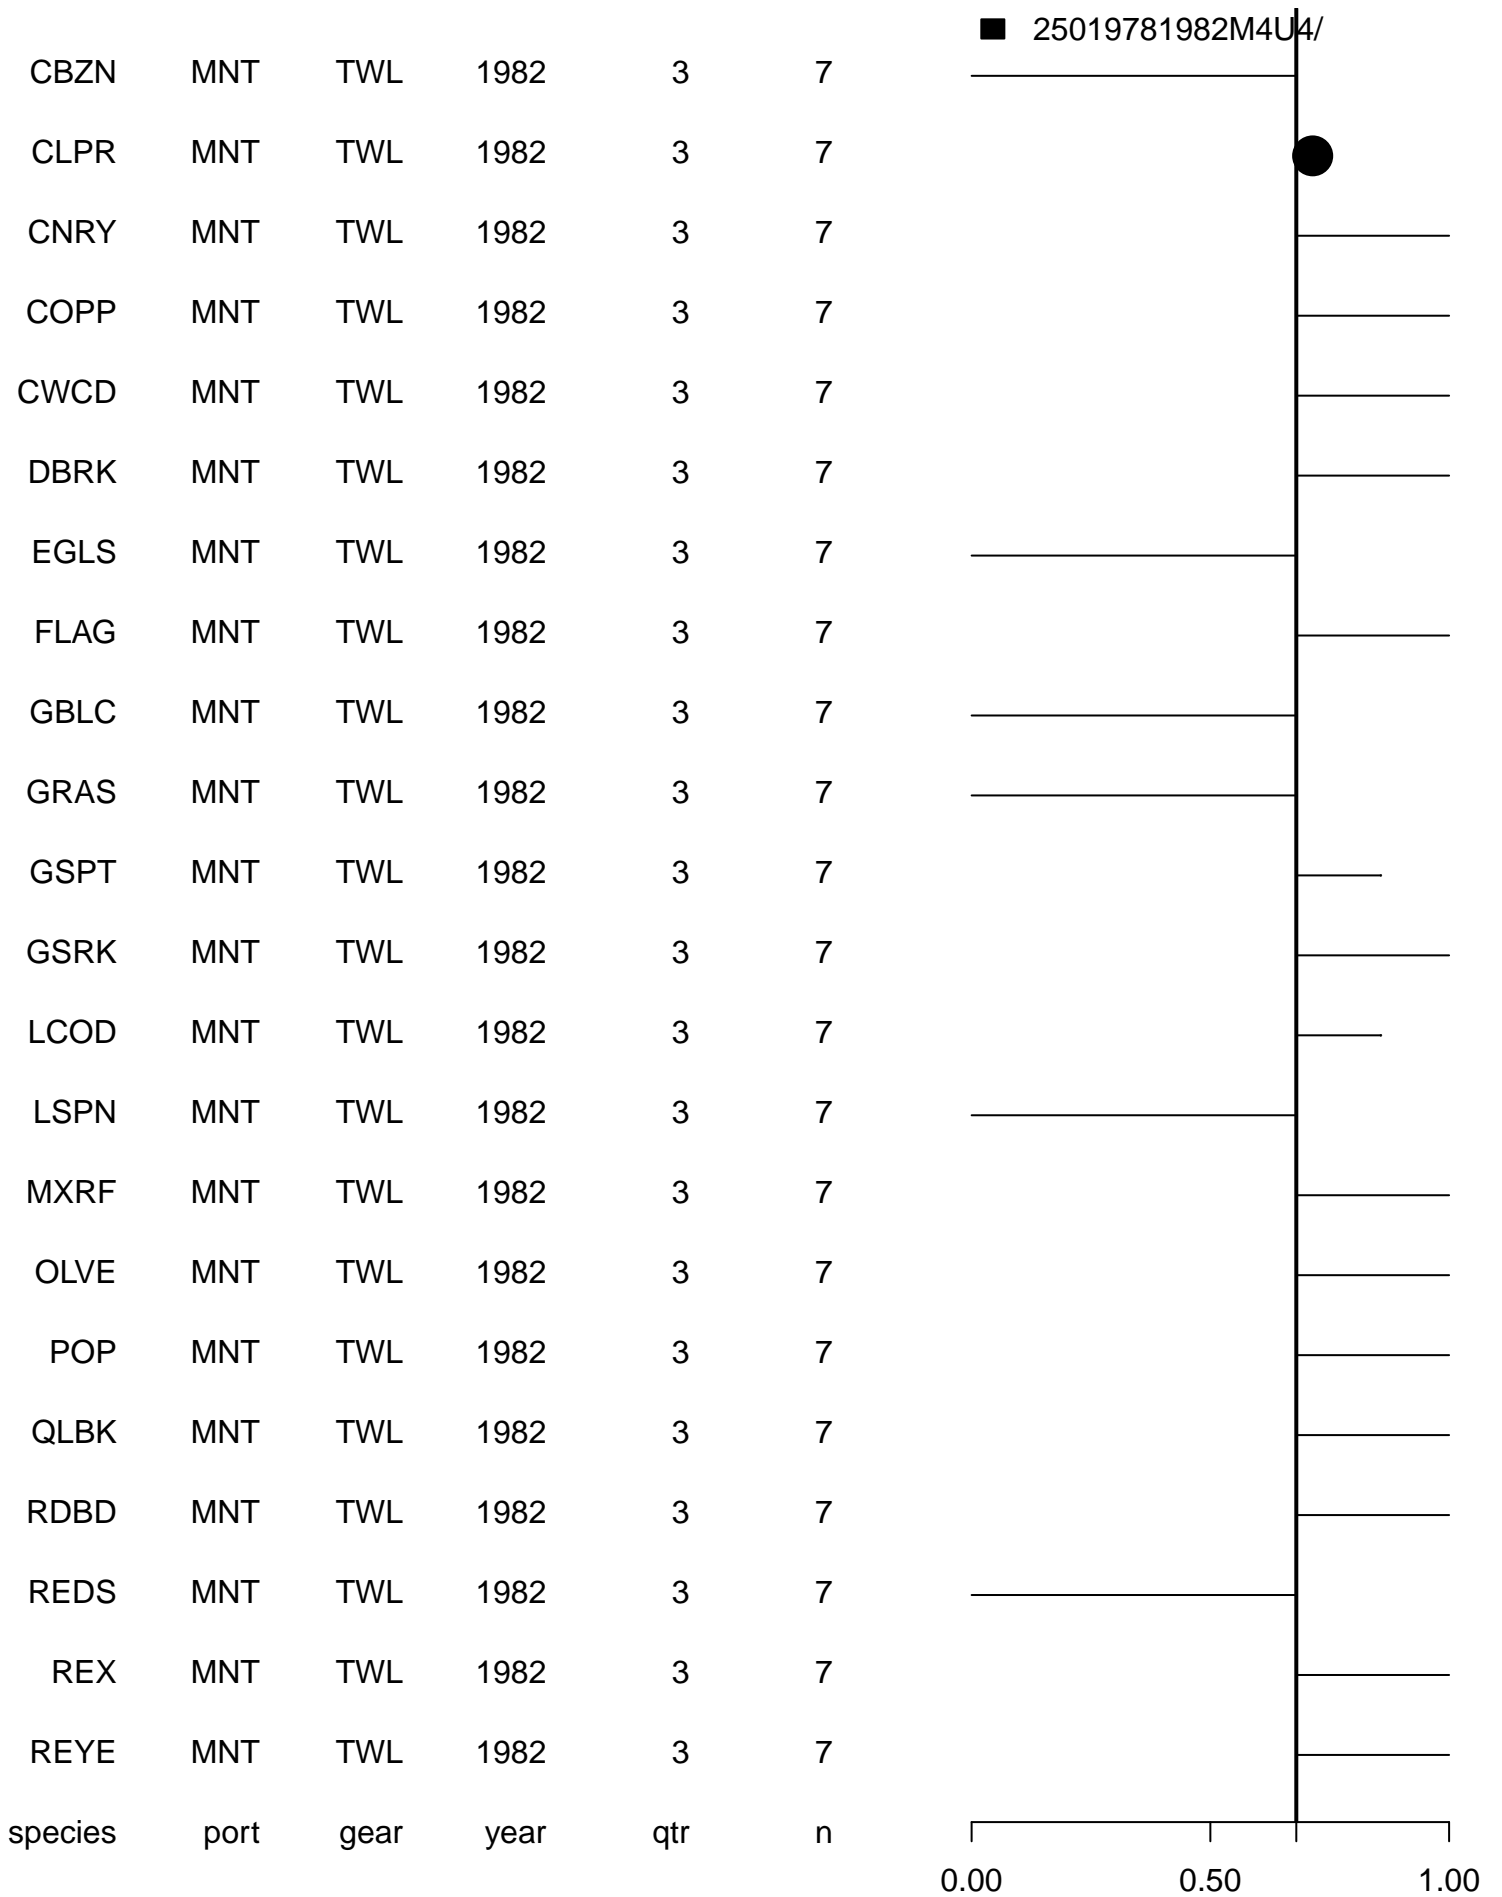 25019781982M4U4/
CBZN MNT TWL 1982 3 7
CLPR MNT TWL 1982 3 7
CNRY MNT TWL 1982 3 7
COPP MNT TWL 1982 3 7
CWCD MNT TWL 1982 3 7
DBRK MNT TWL 1982 3 7
EGLS MNT TWL 1982 3 7
FLAG MNT TWL 1982 3 7
GBLC MNT TWL 1982 3 7
GRAS MNT TWL 1982 3 7
GSPT MNT TWL 1982 3 7
GSRK MNT TWL 1982 3 7
LCOD MNT TWL 1982 3 7
LSPN MNT TWL 1982 3 7
MXRF MNT TWL 1982 3 7
OLVE MNT TWL 1982 3 7
POP MNT TWL 1982 3 7
QLBK MNT TWL 1982 3 7
RDBD MNT TWL 1982 3 7
REDS MNT TWL 1982 3 7
REX MNT TWL 1982 3 7
REYE MNT TWL 1982 3 7
species port gear year qtr n
0.00 0.50 1.00